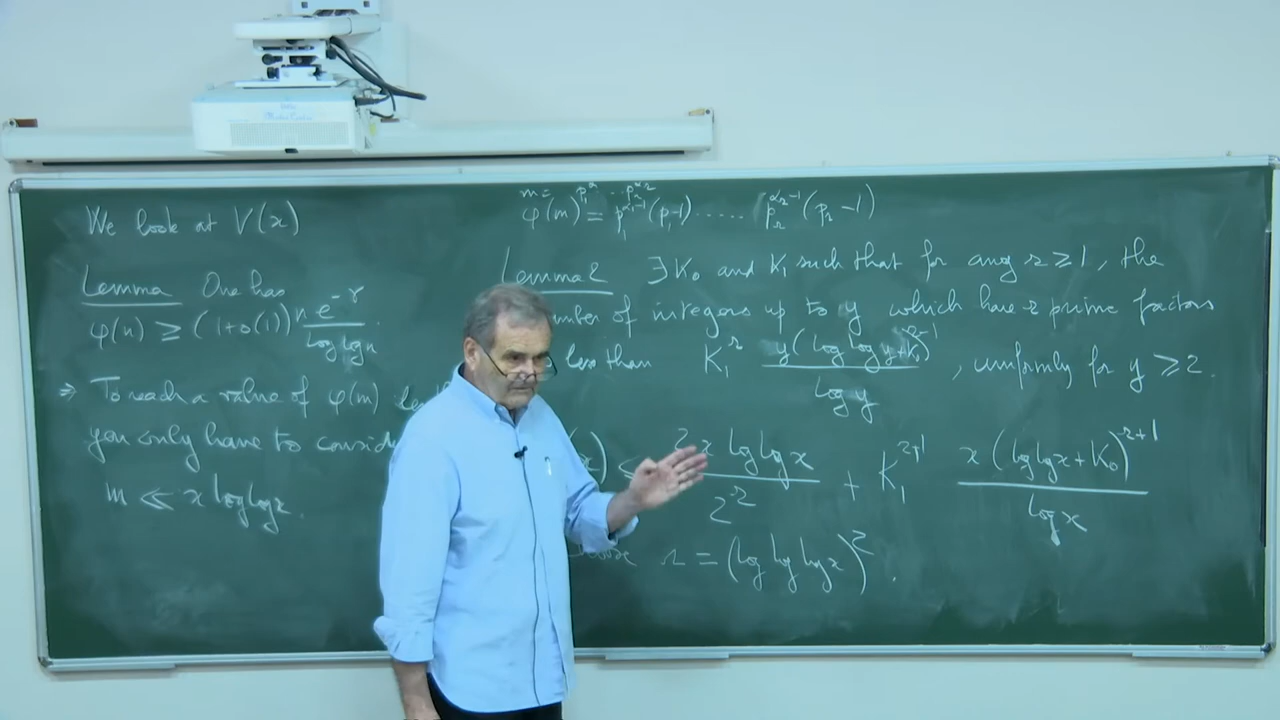 We look at V(x)
Lemma One has
φ(n) ≥ (1+o(1)) n e^{-γ} / log log n
⇒ To reach a value of φ(m)
you only have to conside
m ≪ x log log x.
m = p_1^{α_1} ... p_r^{α_r}
φ(m) = p_1^{α_1-1}(p_1-1) ...... p_r^{α_r-1}(p_r-1)
Lemma 2 ∃ K_0 and K_1 such that for any r ≥ 1, the
mber of integers up to y which have r prime factors
less than K_1^r y(log log y+K_0)^{r-1} / log y , uniformly for y ≥ 2.
x) ≤ 2x log log x / 2^r + K_1^{r+1} x (log log x + K_0)^{r+1} / log x
r = (log log log x)^2 .